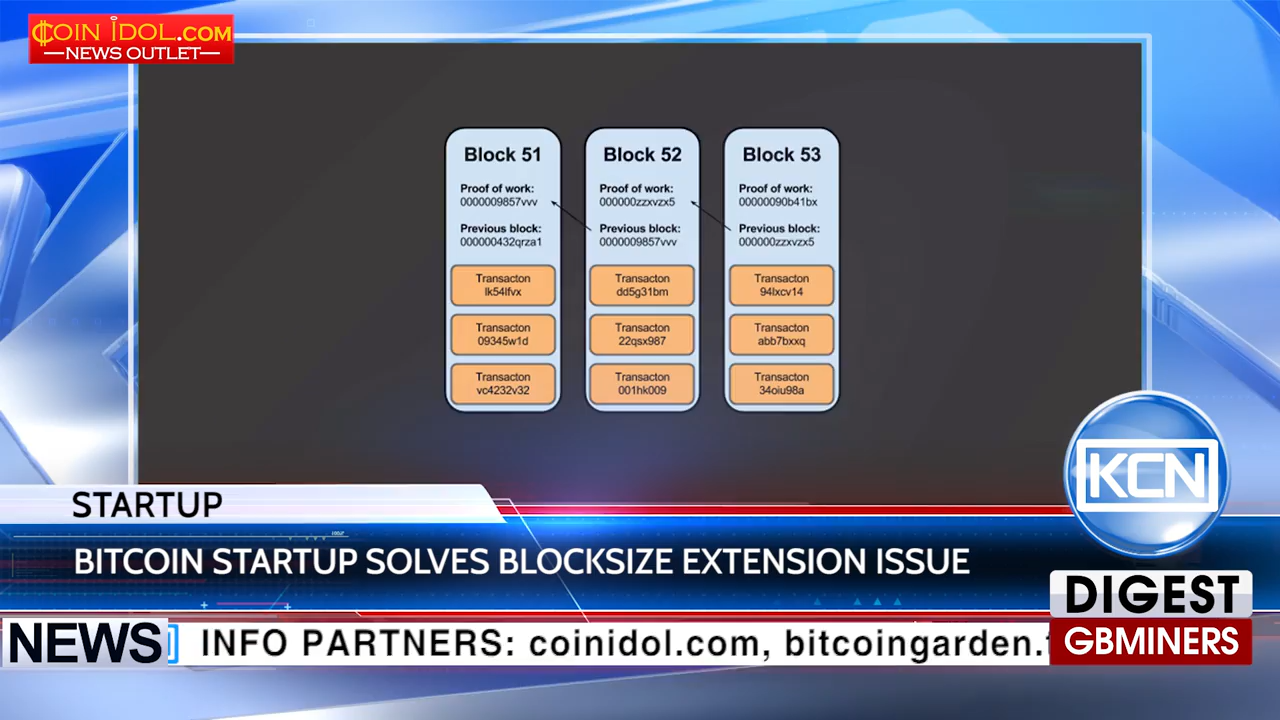 COIN IDOL.COM
NEWS OUTLET
Block 51
Proof of work:
0000009857vvv
Previous block:
000000432qrza1
Transacton
lk54lfvx
Transacton
09345w1d
Transacton
vc4232v32
Block 52
Proof of work:
000000zzxvzx5
Previous block:
0000009857vvv
Transacton
dd5g31bm
Transacton
22qsx987
Transacton
001hk009
Block 53
Proof of work:
00000090b41bx
Previous block:
000000zzxvzx5
Transacton
94lxcv14
Transacton
abb7bxxq
Transacton
34oiu98a
KCN
STARTUP
BITCOIN STARTUP SOLVES BLOCKSIZE EXTENSION ISSUE
DIGEST
GBMINERS
NEWS
INFO PARTNERS: coinidol.com, bitcoingarden.